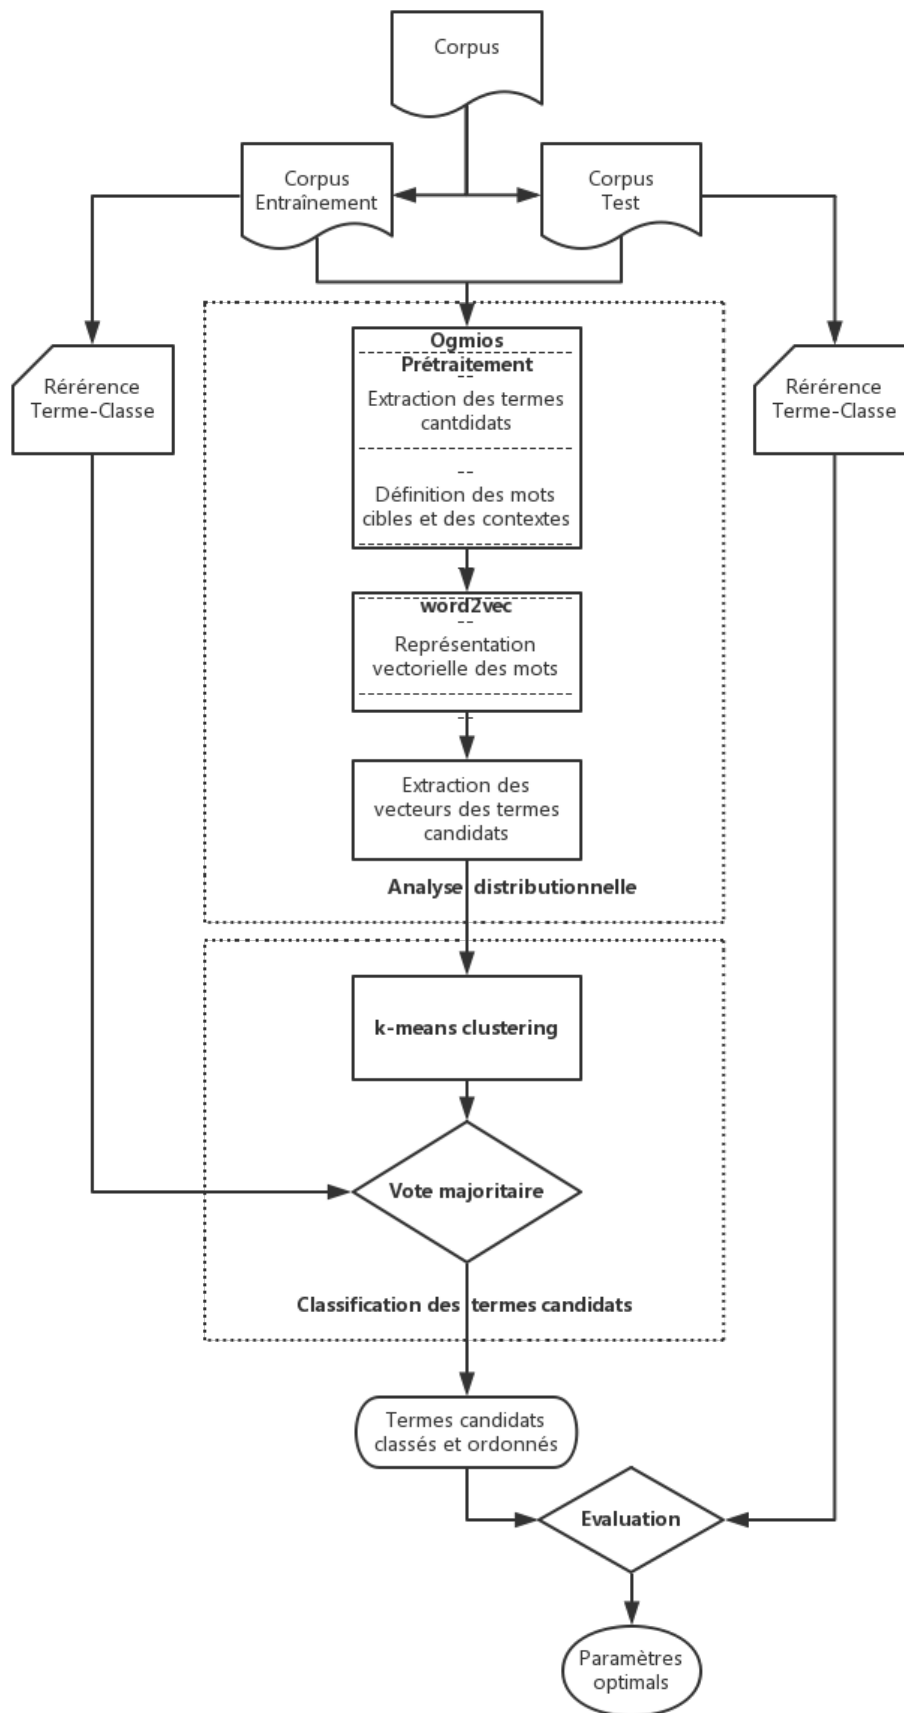 Corpus
Corpus
Entraînement
Corpus
Test
Rérérence
Terme-Classe
Rérérence
Terme-Classe
Ogmios
Prétraitement
Extraction des termes
cantdidats
Définition des mots
cibles et des contextes
word2vec
Représentation
vectorielle des mots
Extraction des
vecteurs des termes
candidats
Analyse distributionnelle
k-means clustering
Vote majoritaire
Classification des termes candidats
Termes candidats
classés et ordonnés
Evaluation
Paramètres
optimals